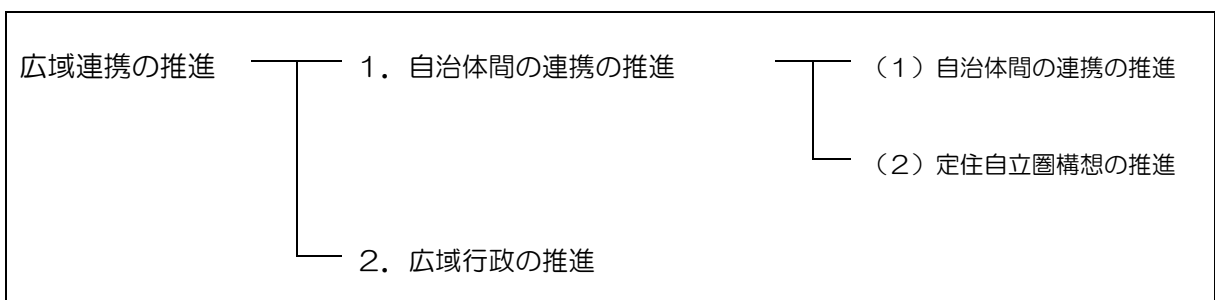 広域連携の推進 1．自治体間の連携の推進 （1）自治体間の連携の推進
（2）定住自立圏構想の推進
2．広域行政の推進